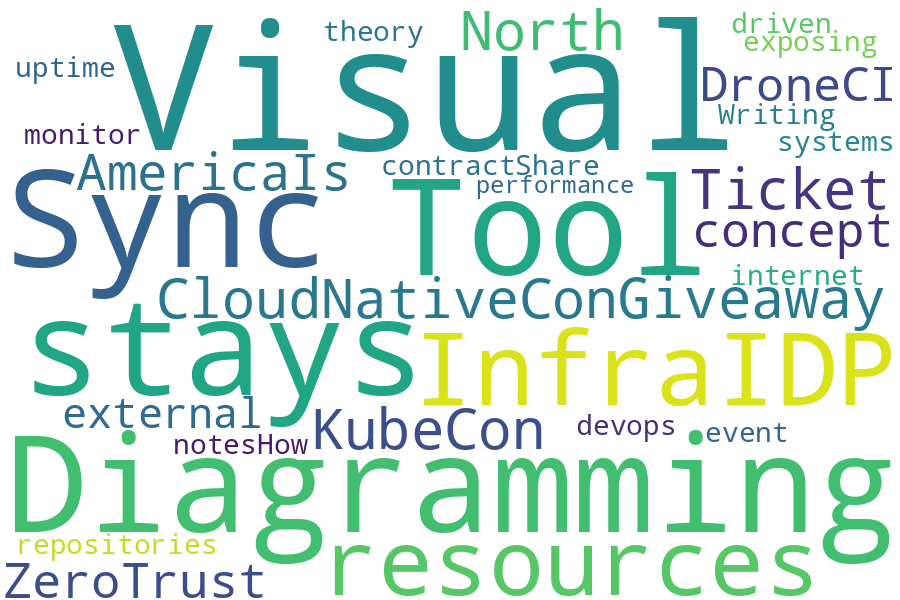 Visual
theory
North
driven
exposing
uptime
DroneCI
Writing
monitor
systems
AmericaIs
contractShare
Sync
Tool
performance
Ticket
concept
internet
CloudNativeConGiveaway
stays
InfraIDP
external
KubeCon
devops
event
notesHow
Diagramming
repositories
resources
ZeroTrust